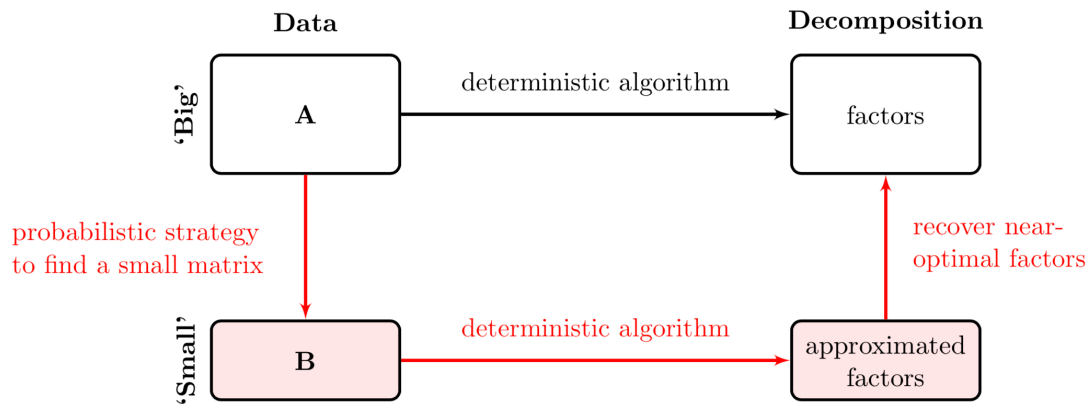 Data
Decomposition
‘Big’
A
deterministic algorithm
factors
probabilistic strategy
to find a small matrix
recover near-
optimal factors
‘Small’
B
deterministic algorithm
approximated
factors